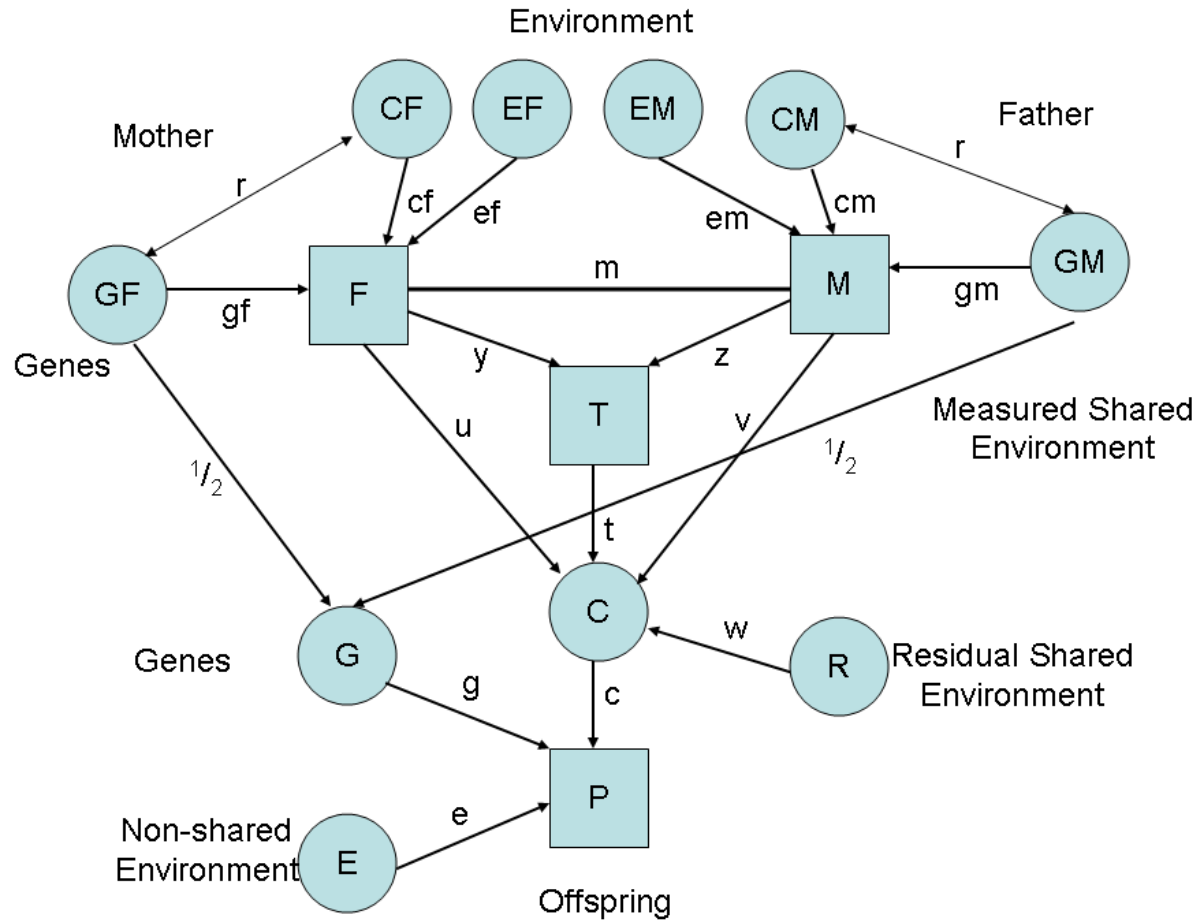 Environment
CF
EF
EM
CM
Mother
Father
r
r
cf
ef
em
cm
GF
gf
F
m
M
gm
GM
Genes
y
z
T
u
v
Measured Shared
Environment
1/2
1/2
t
C
w
R
Residual Shared
Environment
Genes
G
g
c
P
Non-shared
Environment
E
e
Offspring